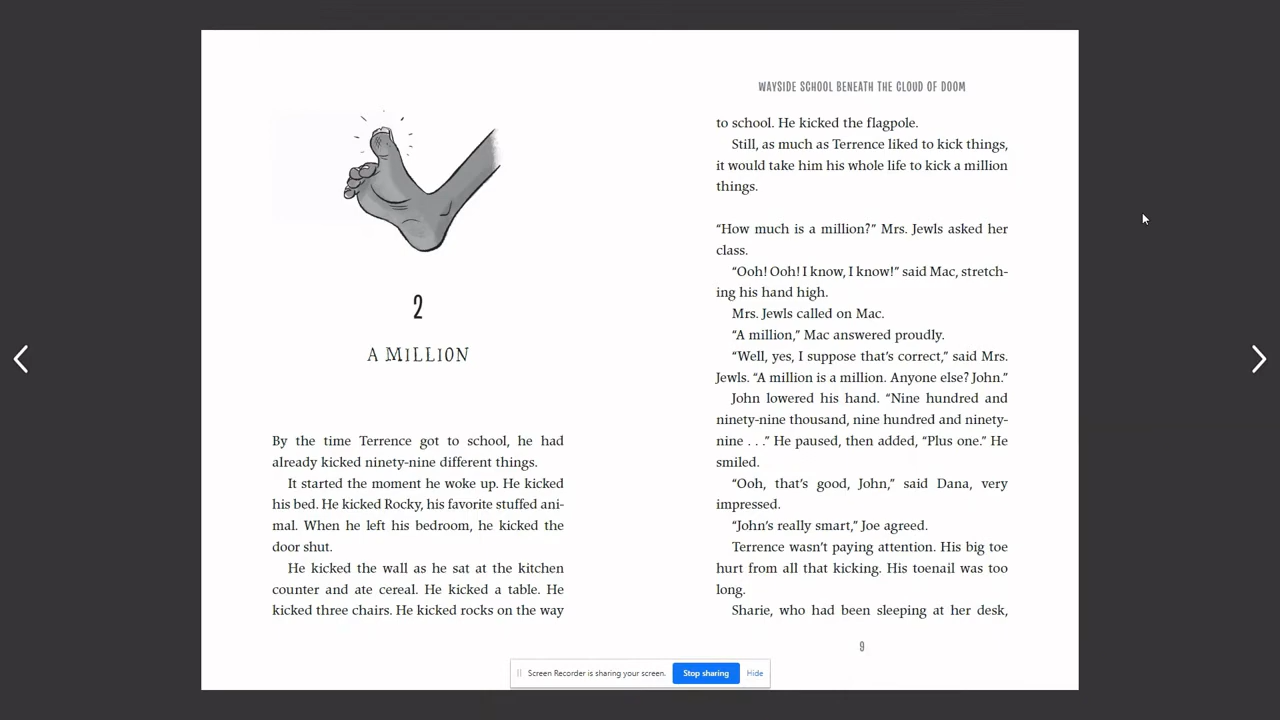 2
A MILLION
By the time Terrence got to school, he had
already kicked ninety-nine different things.
It started the moment he woke up. He kicked
his bed. He kicked Rocky, his favorite stuffed ani-
mal. When he left his bedroom, he kicked the
door shut.
He kicked the wall as he sat at the kitchen
counter and ate cereal. He kicked a table. He
kicked three chairs. He kicked rocks on the way
WAYSIDE SCHOOL BENEATH THE CLOUD OF DOOM
to school. He kicked the flagpole.
Still, as much as Terrence liked to kick things,
it would take him his whole life to kick a million
things.
“How much is a million?” Mrs. Jewls asked her
class.
“Ooh! Ooh! I know, I know!” said Mac, stretch-
ing his hand high.
Mrs. Jewls called on Mac.
“A million,” Mac answered proudly.
“Well, yes, I suppose that’s correct,” said Mrs.
Jewls. “A million is a million. Anyone else? John.”
John lowered his hand. “Nine hundred and
ninety-nine thousand, nine hundred and ninety-
nine . . .” He paused, then added, “Plus one.” He
smiled.
“Ooh, that’s good, John,” said Dana, very
impressed.
“John’s really smart,” Joe agreed.
Terrence wasn’t paying attention. His big toe
hurt from all that kicking. His toenail was too
long.
Sharie, who had been sleeping at her desk,
9
Screen Recorder is sharing your screen. Stop sharing Hide